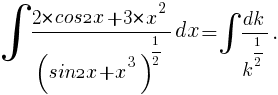 ∫ (2*cos2x+3*x^2)/(sin2x+x^3)^(1/2) dx = ∫ dk/k^(1/2) .